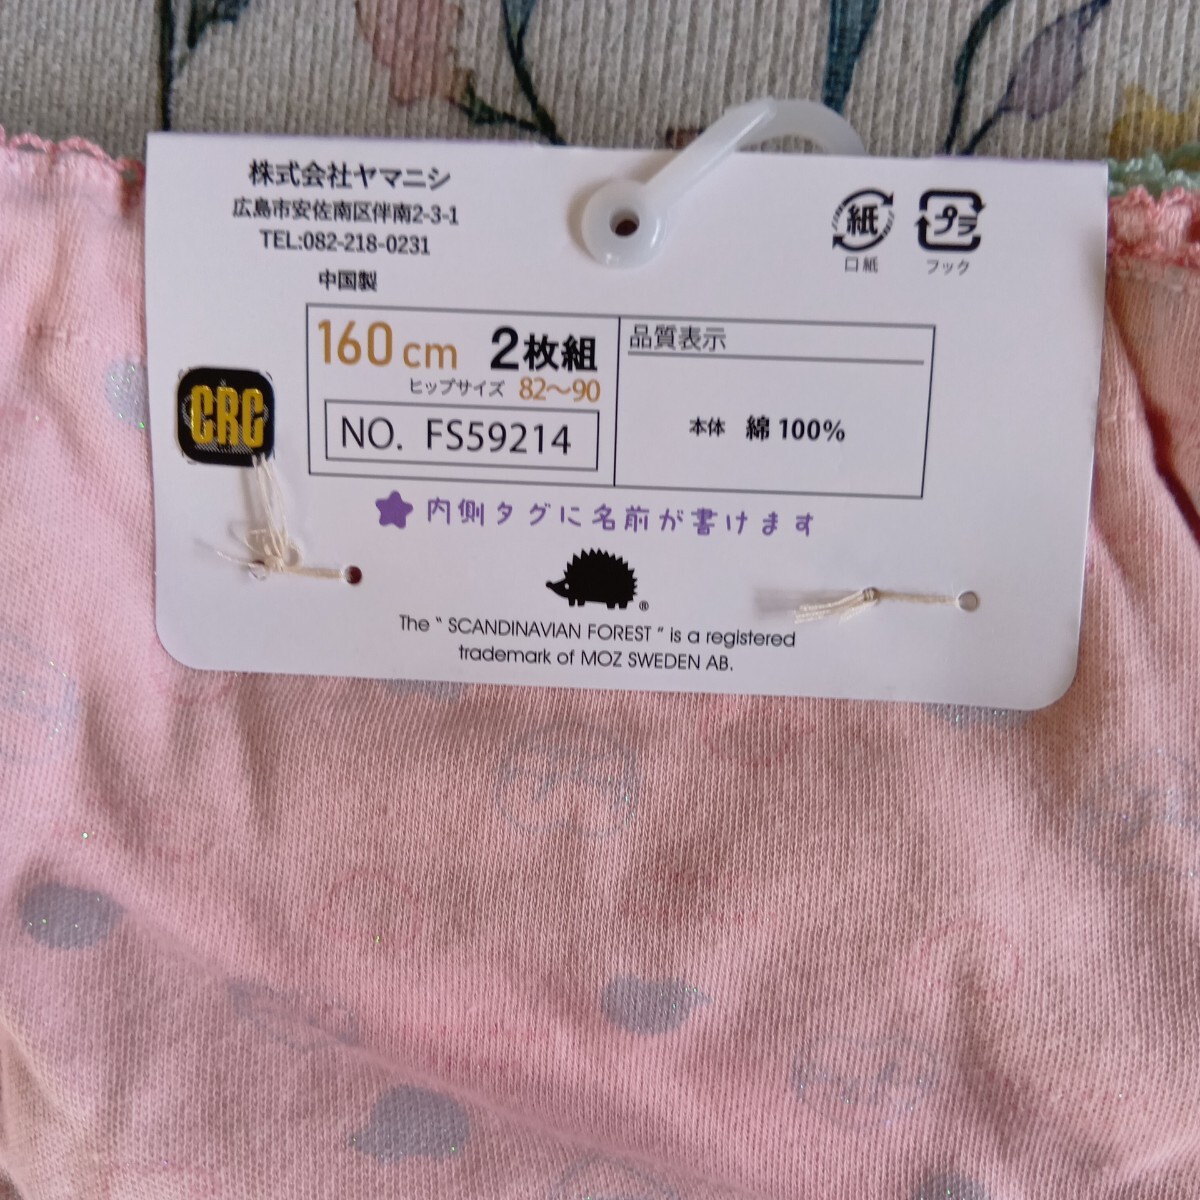 株式会社ヤマニシ
広島市安佐南区伴南2-3-1
TEL:082-218-0231
中国製
紙
口紙
プラ
フック
160cm 2枚組
ヒップサイズ 82〜90
NO. FS59214
品質表示
本体 綿100%
CRC
★内側タグに名前が書けます
®
The " SCANDINAVIAN FOREST " is a registered
trademark of MOZ SWEDEN AB.